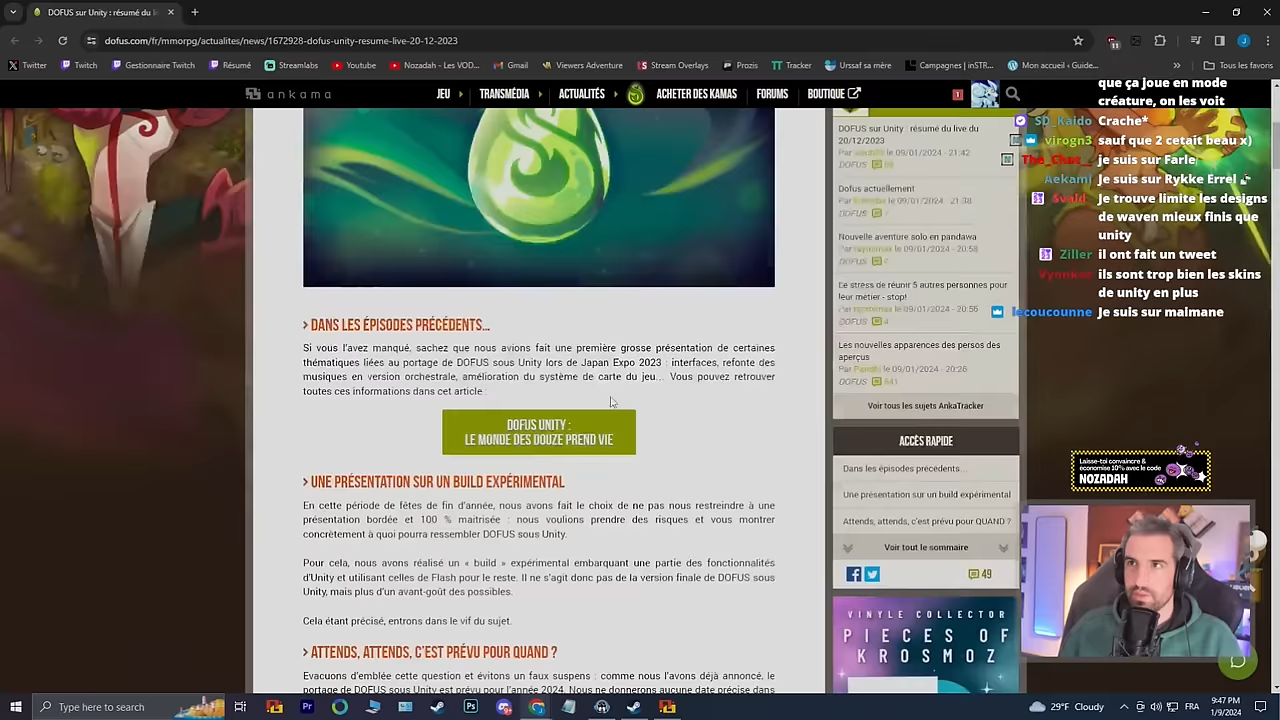 DOFUS sur Unity : résumé du li
dofus.com/fr/mmorpg/actualites/news/1672928-dofus-unity-resume-live-20-12-2023
Twitter
Twitch
Gestionnaire Twitch
Résumé
Streamlabs
Youtube
Nozadah - Les VOD...
Gmail
Viewers Adventure
Stream Overlays
Prozis
Tracker
Urssaf sa mère
Campagnes | inSTR...
Mon accueil ‹ Guide...
Tous les favoris
ankama
JEU
TRANSMÉDIA
ACTUALITÉS
ACHETER DES KAMAS
FORUMS
BOUTIQUE
1
> DANS LES ÉPISODES PRÉCÉDENTS…
Si vous l'avez manqué, sachez que nous avions fait une première grosse présentation de certaines
thématiques liées au portage de DOFUS sous Unity lors de Japan Expo 2023 : interfaces, refonte des
musiques en version orchestrale, amélioration du système de carte du jeu… Vous pouvez retrouver
toutes ces informations dans cet article :
DOFUS UNITY :
LE MONDE DES DOUZE PREND VIE
> UNE PRÉSENTATION SUR UN BUILD EXPÉRIMENTAL
En cette période de fêtes de fin d'année, nous avons fait le choix de ne pas nous restreindre à une
présentation bordée et 100 % maitrisée : nous voulions prendre des risques et vous montrer
concrètement à quoi pourra ressembler DOFUS sous Unity.
Pour cela, nous avons réalisé un « build » expérimental embarquant une partie des fonctionnalités
d'Unity et utilisant celles de Flash pour le reste. Il ne s'agit donc pas de la version finale de DOFUS sous
Unity, mais plus d'un avant-goût des possibles.
Cela étant précisé, entrons dans le vif du sujet.
> ATTENDS, ATTENDS, C'EST PRÉVU POUR QUAND ?
Evacuons d'emblée cette question et évitons un faux suspens : comme nous l'avons déjà annoncé, le
portage de DOFUS sous Unity est prévu pour l'année 2024. Nous ne donnerons aucune date précise dans
DOFUS sur Unity : résumé du live du
20/12/2023
Par le 09/01/2024 - 21:42
DOFUS
Dofus actuellement
Par le 09/01/2024 - 21:38
DOFUS
Nouvelle aventure solo en pandawa
Par le 09/01/2024 - 20:58
DOFUS
Le stress de réunir 5 autres personnes pour
leur métier - stop!
Par le 09/01/2024 - 20:56
DOFUS 4
Les nouvelles apparences des persos des
aperçus
Par le 09/01/2024 - 20:26
DOFUS 841
Voir tous les sujets AnkaTracker
ACCÈS RAPIDE
Dans les épisodes précédents…
Une présentation sur un build expérimental
Attends, attends, c'est prévu pour QUAND ?
Voir tout le sommaire
49
VINYLE COLLECTOR
PIECES OF
KROSMOZ
que ça joue en mode
créature, on les voit
SD_Kaido Crache*
virogn3 sauf que 2 cetait beau x)
The_Chat__ je suis sur Farle
Aekami Je suis sur Rykke Errel
Svald Je trouve limite les designs
de waven mieux finis que
unity
Ziller il ont fait un tweet
ils sont trop bien les skins
de unity en plus
lecoucounne Je suis sur maimane
Laisse-toi convaincre &
économise 10% avec le code
NOZADAH
Type here to search
29°F Cloudy
FRA
9:47 PM
1/9/2024